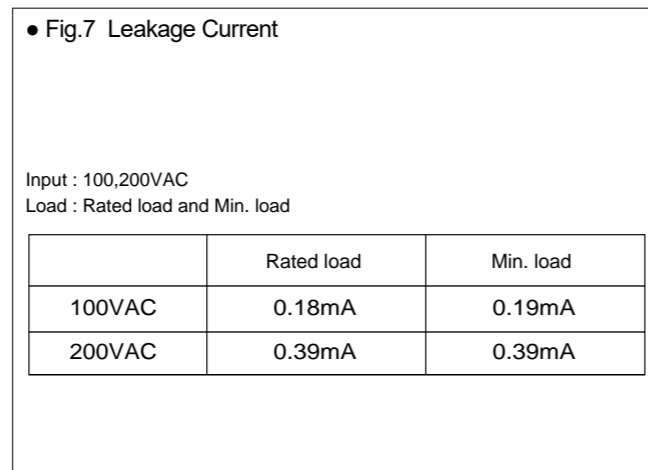 ● Fig.7 Leakage Current
Input : 100,200VAC
Load : Rated load and Min. load
Rated load Min. load
100VAC 0.18mA 0.19mA
200VAC 0.39mA 0.39mA